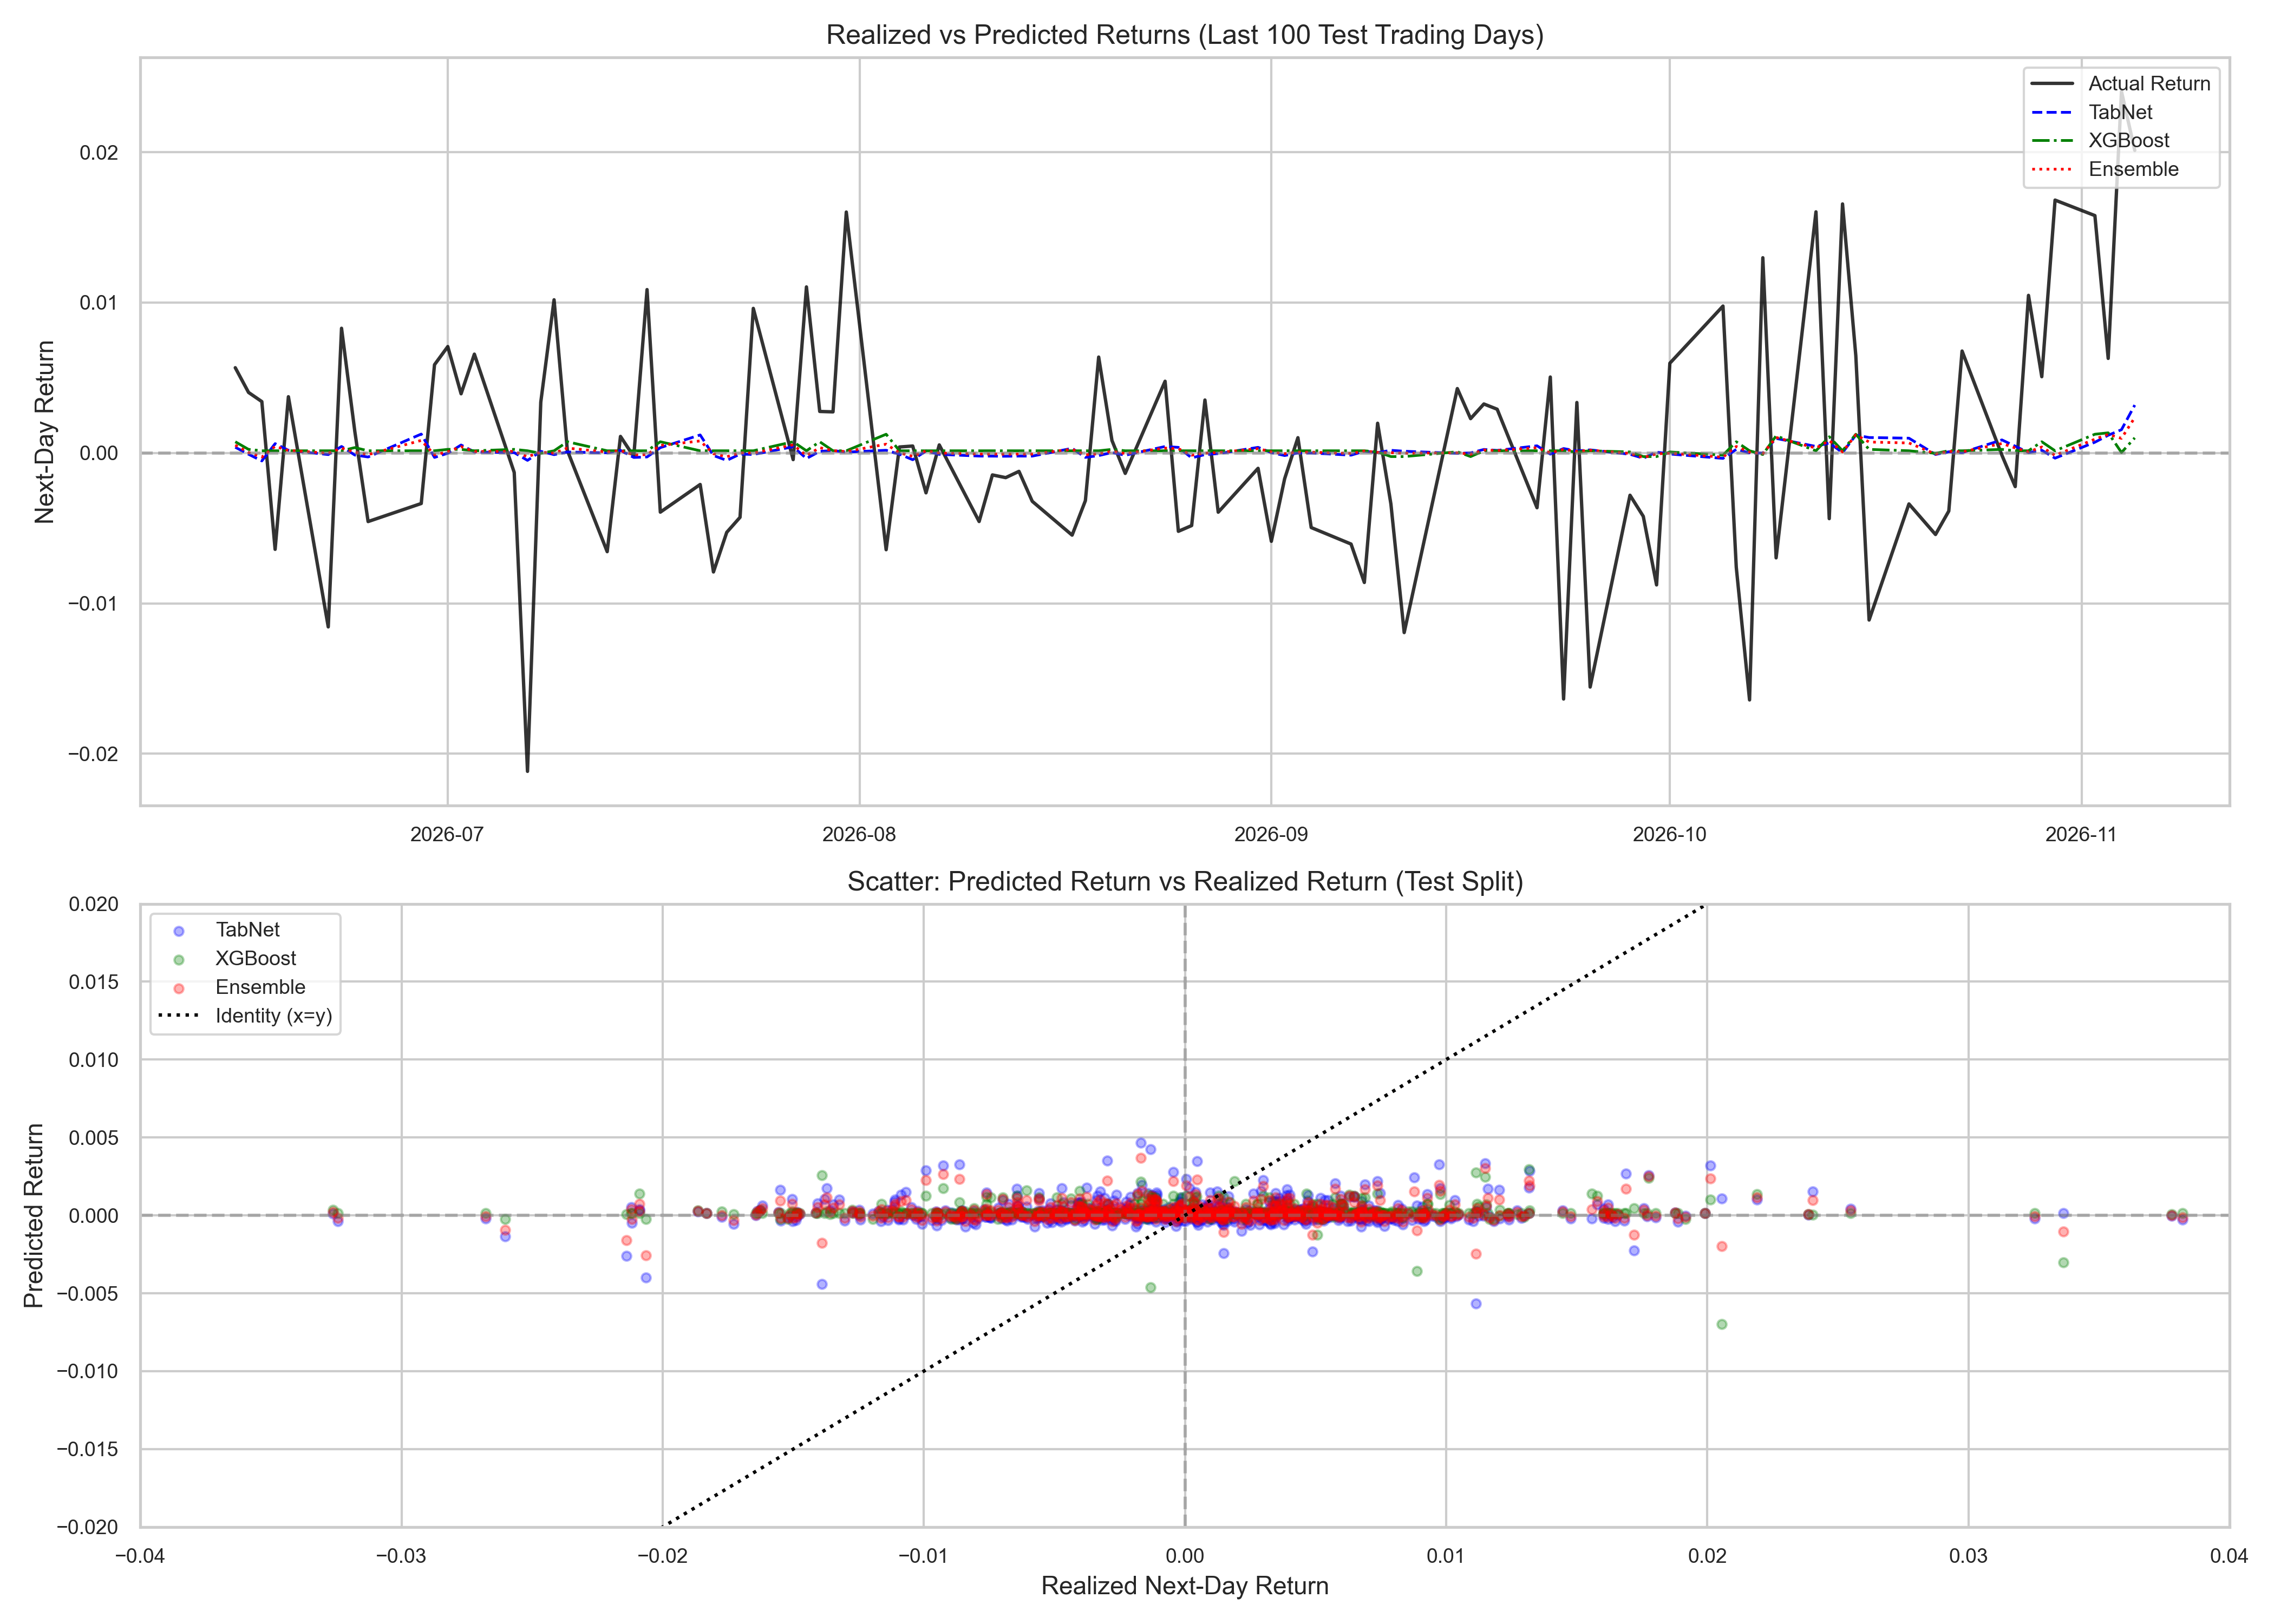 Realized vs Predicted Returns (Last 100 Test Trading Days)
Next-Day Return
0.02
0.01
0.00
−0.01
−0.02
Actual Return
TabNet
XGBoost
Ensemble
2026-07
2026-08
2026-09
2026-10
2026-11
Scatter: Predicted Return vs Realized Return (Test Split)
Predicted Return
0.020
0.015
0.010
0.005
0.000
−0.005
−0.010
−0.015
−0.020
TabNet
XGBoost
Ensemble
Identity (x=y)
−0.04
−0.03
−0.02
−0.01
0.00
0.01
0.02
0.03
0.04
Realized Next-Day Return